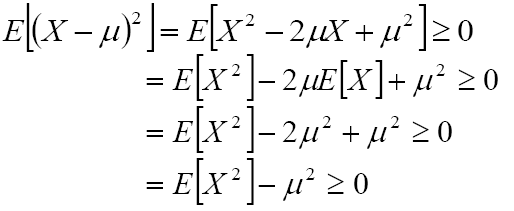 E⌊(X − μ)²⌋ = E[X² − 2μX + μ²] ≥ 0
= E[X²] − 2μE[X] + μ² ≥ 0
= E[X²] − 2μ² + μ² ≥ 0
= E[X²] − μ² ≥ 0